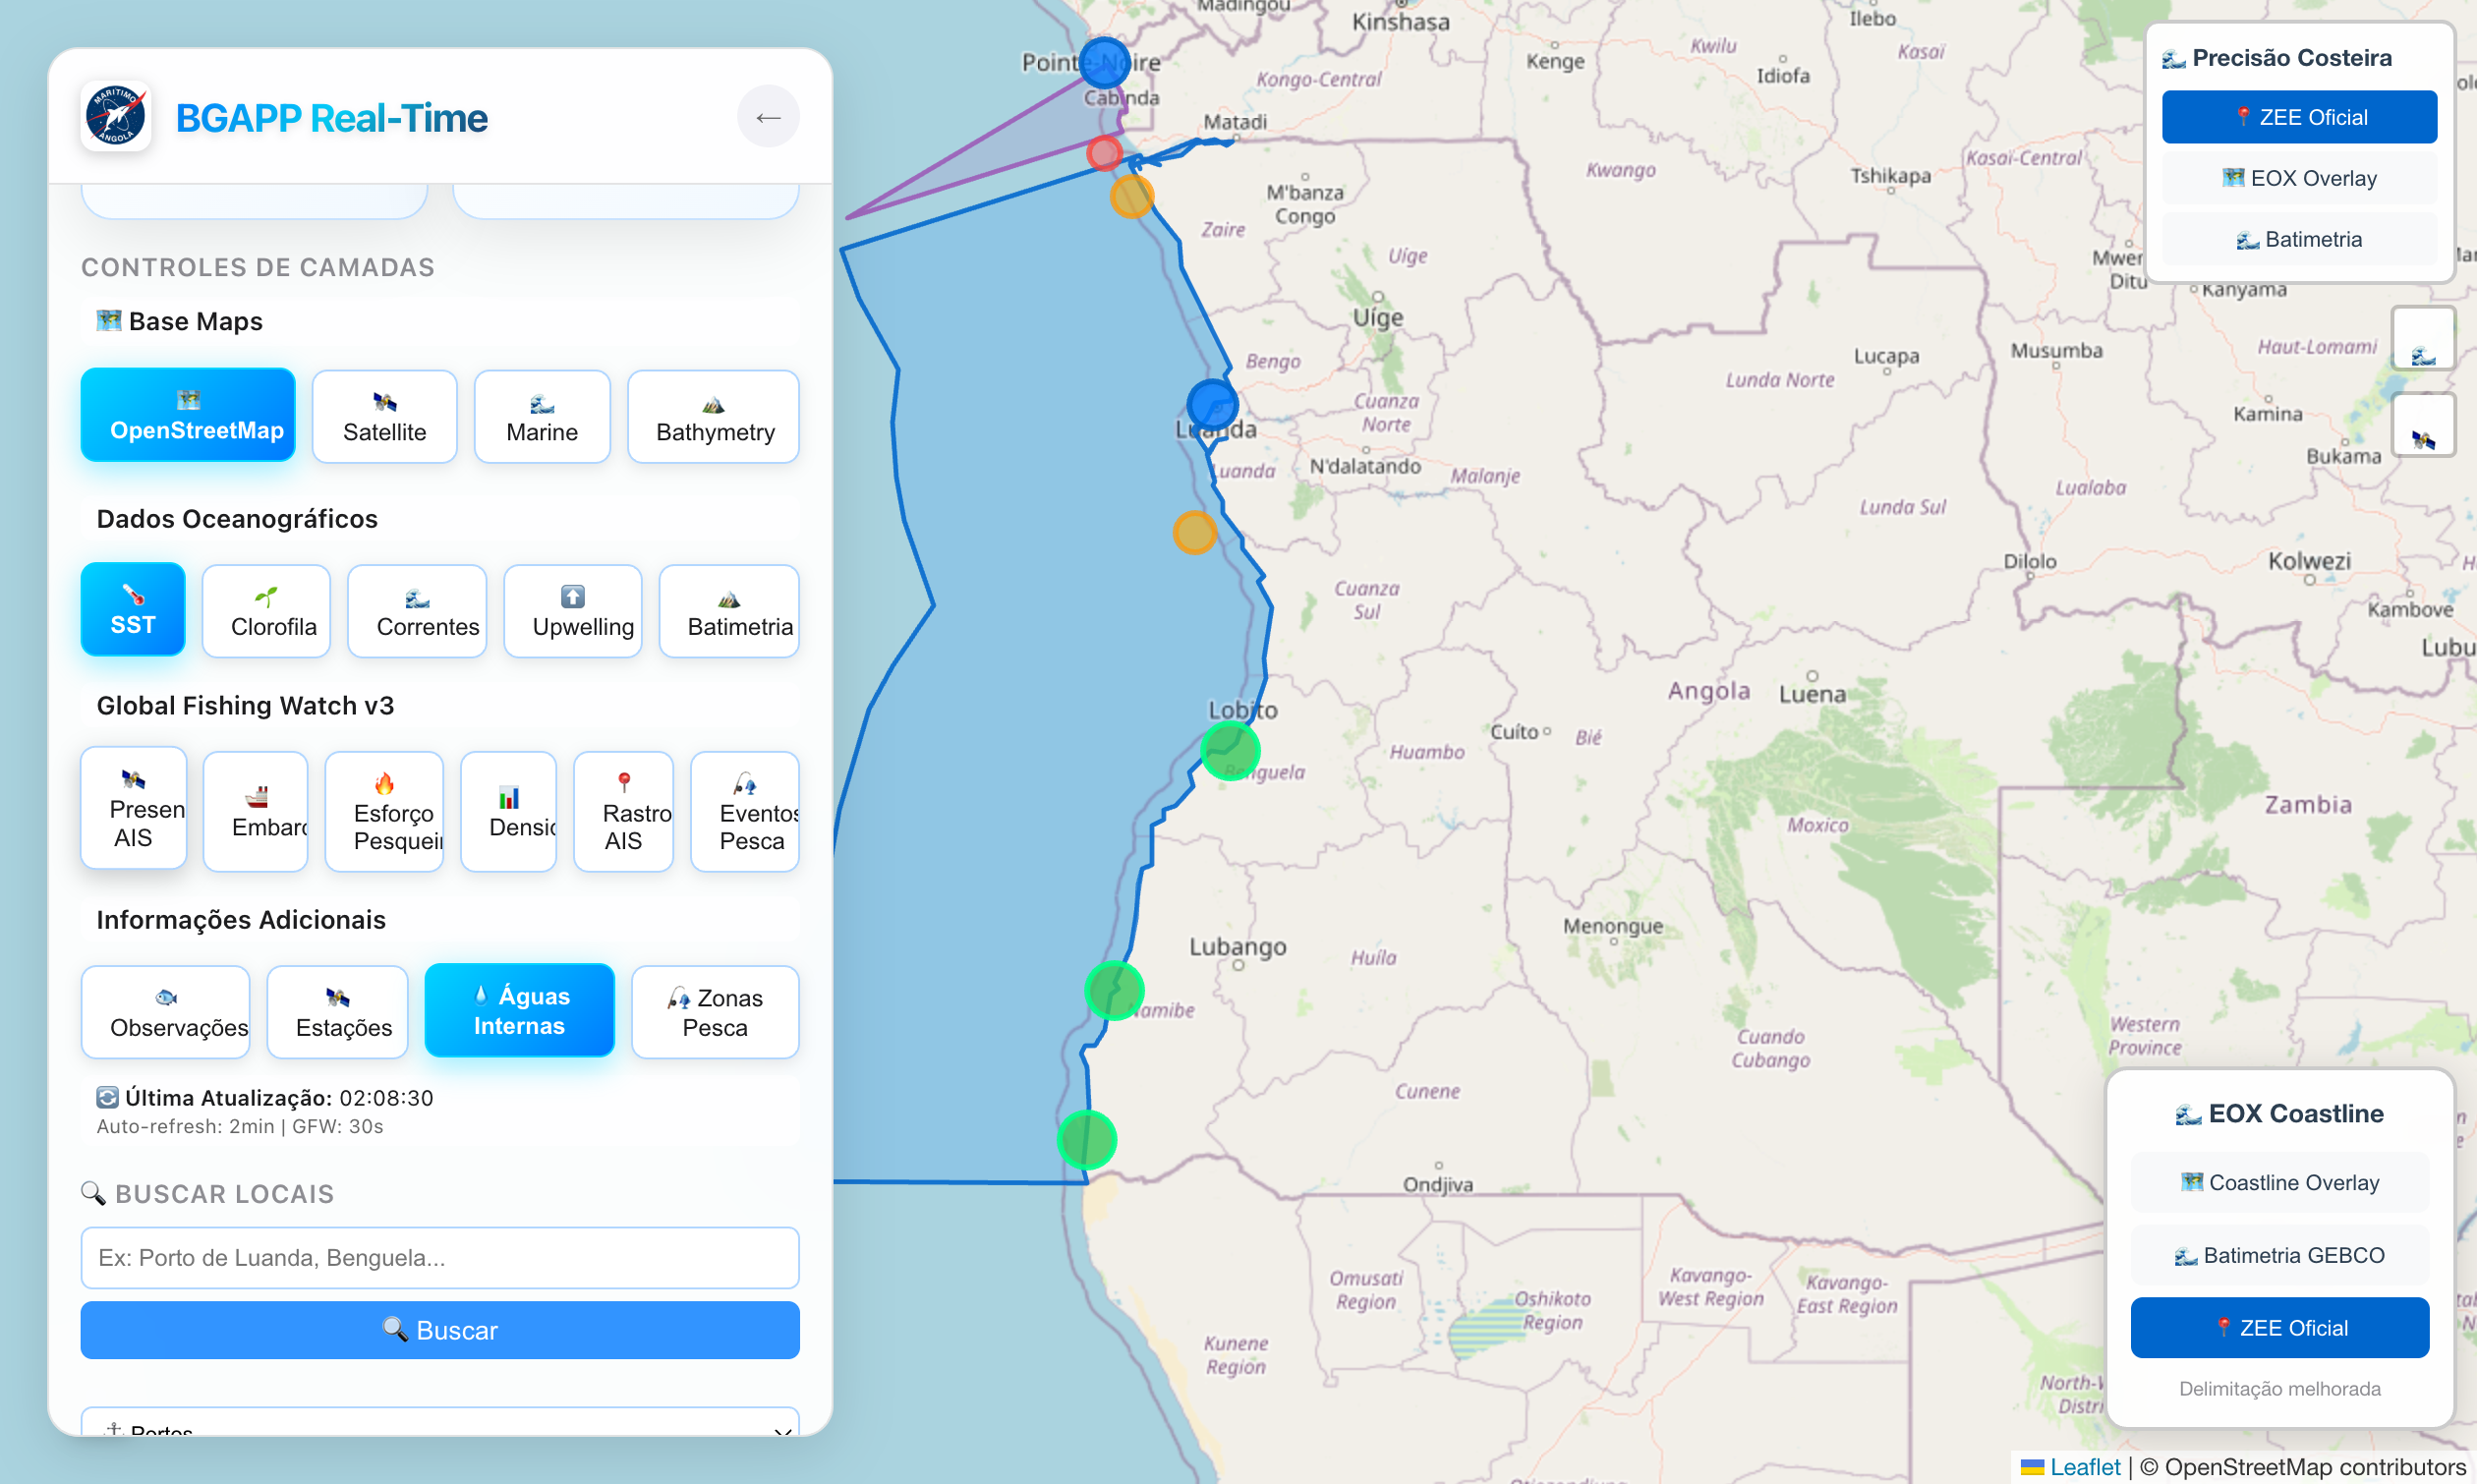 MARÍTIMO
ANGOLA
BGAPP Real-Time
←
CONTROLES DE CAMADAS
Base Maps
OpenStreetMap
Satellite
Marine
Bathymetry
Dados Oceanográficos
SST
Clorofila
Correntes
Upwelling
Batimetria
Global Fishing Watch v3
Presen
AIS
Embarc
Esforço
Pesqueir
Densid
Rastro
AIS
Eventos
Pesca
Informações Adicionais
Observações
Estações
Águas
Internas
Zonas
Pesca
Última Atualização: 02:08:30
Auto-refresh: 2min | GFW: 30s
BUSCAR LOCAIS
Ex: Porto de Luanda, Benguela...
Buscar
Portos
Madingou
Kinshasa
Ilebo
Pointe-Noire
Kenge
Kwilu
Idiofa
Kasaï
Kongo-Central
Cabinda
Matadi
Kwango
Tshikapa
Kasaï-Central
M'banza
Congo
Zaire
Uíge
Uíge
Kanyama
Bengo
Lucapa
Musumba
Haut-Lomami
Lunda Norte
Cuanza
Norte
Kamina
Luanda
Luanda
N'dalatando
Malanje
Bukama
Lunda Sul
Lualaba
Dilolo
Kolwezi
Cuanza
Sul
Kambove
Lubu
Angola
Luena
Lobito
Cuíto
Bié
Huambo
Benguela
Moxico
Zambia
Menongue
Lubango
Huíla
Namibe
Cuando
Cubango
Western
Province
Cunene
Ondjiva
Omusati
Region
Oshikoto
Region
Kavango-
West Region
Kavango-
East Region
Kunene
Region
North-W
Distri
Precisão Costeira
ZEE Oficial
EOX Overlay
Batimetria
EOX Coastline
Coastline Overlay
Batimetria GEBCO
ZEE Oficial
Delimitação melhorada
Leaflet | © OpenStreetMap contributors